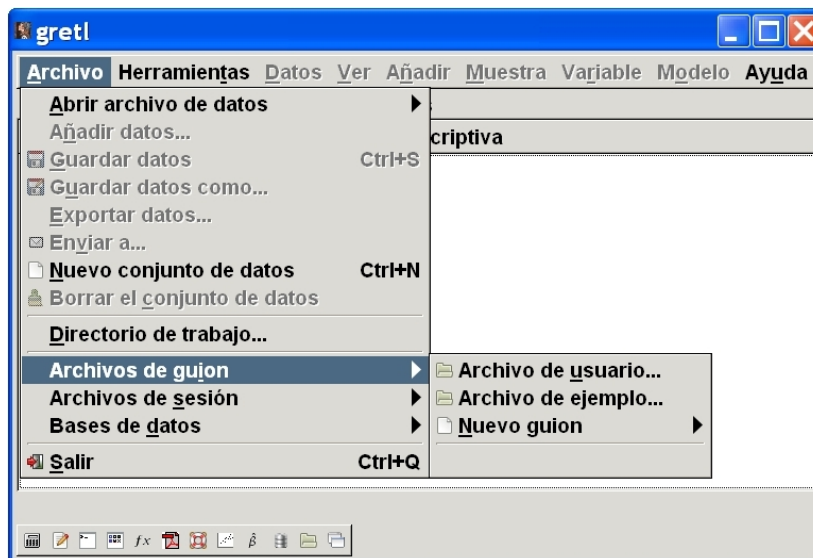 gretl
Archivo Herramientas Datos Ver Añadir Muestra Variable Modelo Ayuda
Abrir archivo de datos
Añadir datos...
criptiva
Guardar datos Ctrl+S
Guardar datos como...
Exportar datos...
Enviar a...
Nuevo conjunto de datos Ctrl+N
Borrar el conjunto de datos
Directorio de trabajo...
Archivos de guion
Archivos de sesión
Bases de datos
Salir Ctrl+Q
Archivo de usuario...
Archivo de ejemplo...
Nuevo guion
fx
β̂